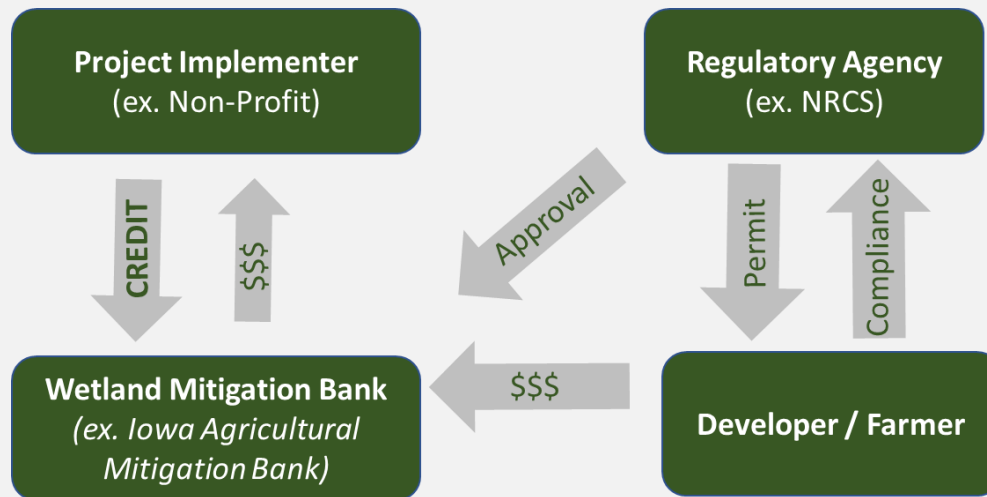 Project Implementer
(ex. Non-Profit)
Regulatory Agency
(ex. NRCS)
CREDIT
$$$
Approval
Permit
Compliance
Wetland Mitigation Bank
(ex. Iowa Agricultural
Mitigation Bank)
$$$
Developer / Farmer